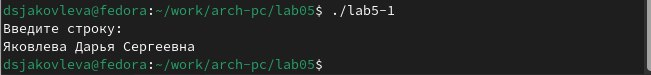 dsjakovleva@fedora:~/work/arch-pc/lab05$ ./lab5-1
Введите строку:
Яковлева Дарья Сергеевна
dsjakovleva@fedora:~/work/arch-pc/lab05$